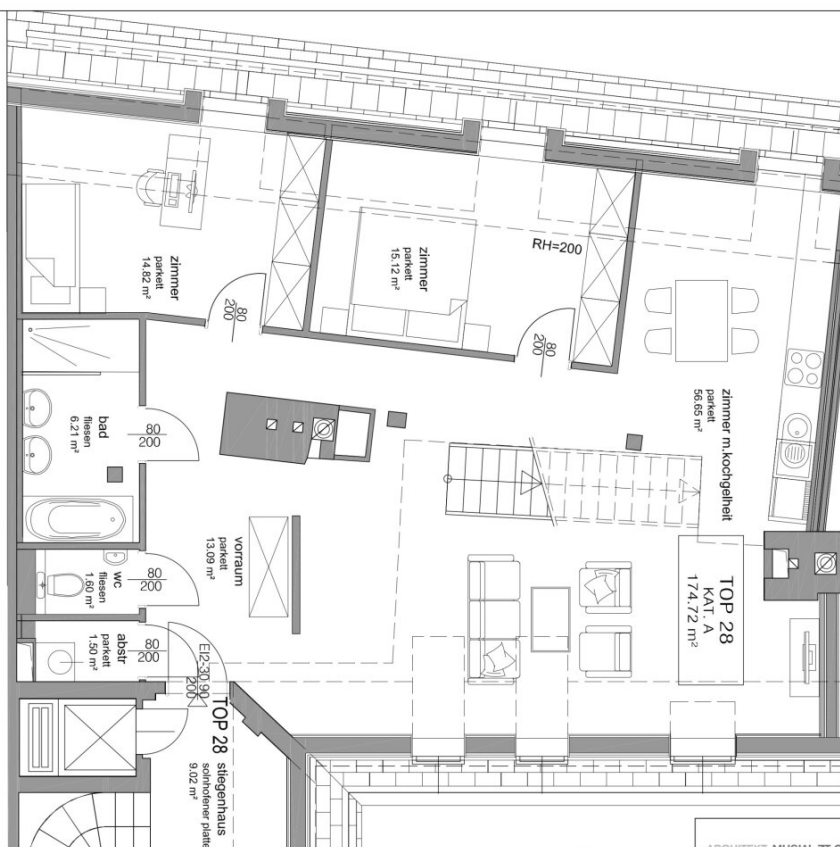 zimmer
parkett
14.82 m²
80
200
zimmer
parkett
15.12 m²
RH=200
80
200
zimmer m.kochgelheit
parkett
56.65 m²
bad
fliesen
6.21 m²
80
200
vorraum
parkett
13.09 m²
wc
fliesen
1.60 m²
80
200
abstr
parkett
1.50 m²
80
200
EI2-30 90
200
TOP 28
KAT. A
174.72 m²
TOP 28
stiegenhaus
solnhofener platte
9.02 m²